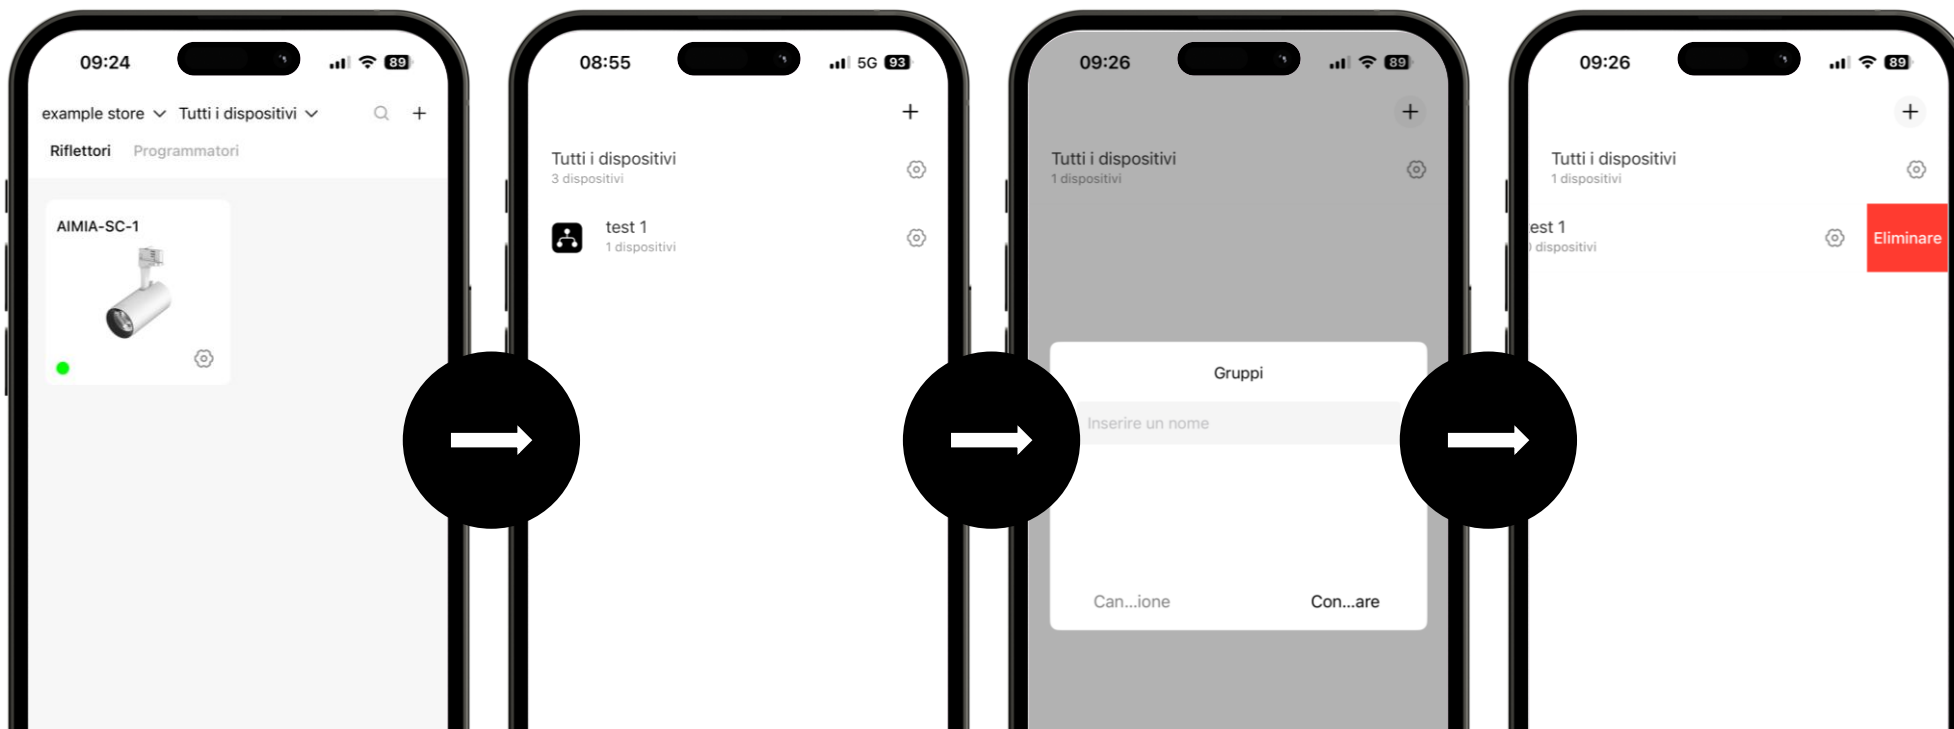 09:24
89
example store
Tutti i dispositivi
Riflettori
Programmatori
AIMIA-SC-1
08:55
5G 93
Tutti i dispositivi
3 dispositivi
test 1
1 dispositivi
09:26
89
Tutti i dispositivi
1 dispositivi
Gruppi
Inserire un nome
Can...ione
Con...are
09:26
89
Tutti i dispositivi
1 dispositivi
est 1
dispositivi
Eliminare